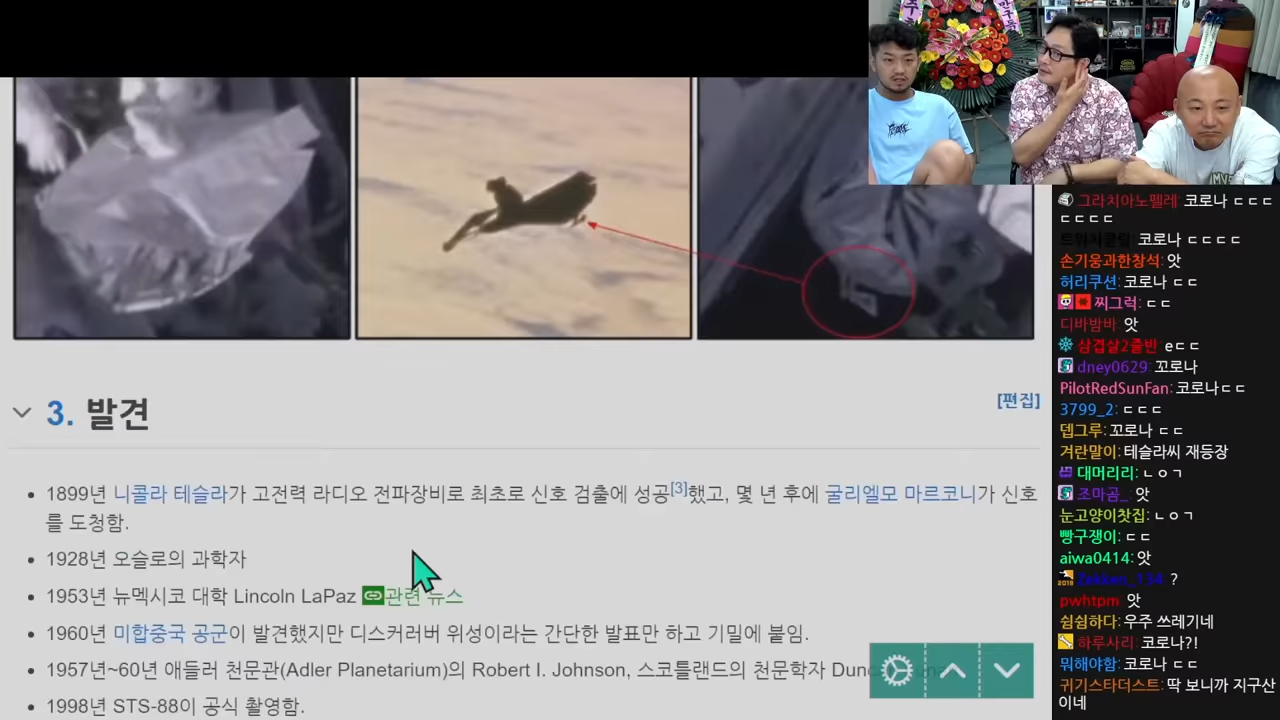 3. 발견
[편집]
1899년 니콜라 테슬라가 고전력 라디오 전파장비로 최초로 신호 검출에 성공[3]했고, 몇 년 후에 굴리엘모 마르코니가 신호
를 도청함.
1928년 오슬로의 과학자
1953년 뉴멕시코 대학 Lincoln LaPaz 관련 뉴스
1960년 미합중국 공군이 발견했지만 디스커러버 위성이라는 간단한 발표만 하고 기밀에 붙임.
1957년~60년 애들러 천문관(Adler Planetarium)의 Robert I. Johnson, 스코틀랜드의 천문학자
1998년 STS-88이 공식 촬영함.
그라치아노펠레: 코로나 ㄷㄷㄷ
ㄷㄷㄷㄷ
코로나 ㄷㄷㄷㄷ
손기웅과한창석: 앗
허리쿠션: 코로나 ㄷㄷ
찌그럭: ㄷㄷ
디바밤바: 앗
삼겹살2줄빈: eㄷㄷ
dney0629: 꼬로나
PilotRedSunFan: 코로나ㄷㄷ
3799_2: ㄷㄷㄷ
뎁그루: 꼬로나 ㄷㄷ
겨란말이: 테슬라씨 재등장
대머리리: ㄴㅇㄱ
조마곰_: 앗
눈고양이찻집: ㄴㅇㄱ
빵구쟁이: ㄷㄷ
aiwa0414: 앗
Zekken_134: ?
pwhtpm: 앗
쉼쉼하다: 우주 쓰레기네
하루사리: 코로나?!
뭐해야함: 코로나 ㄷㄷ
귀기스타더스트: 딱 보니까 지구산
이네